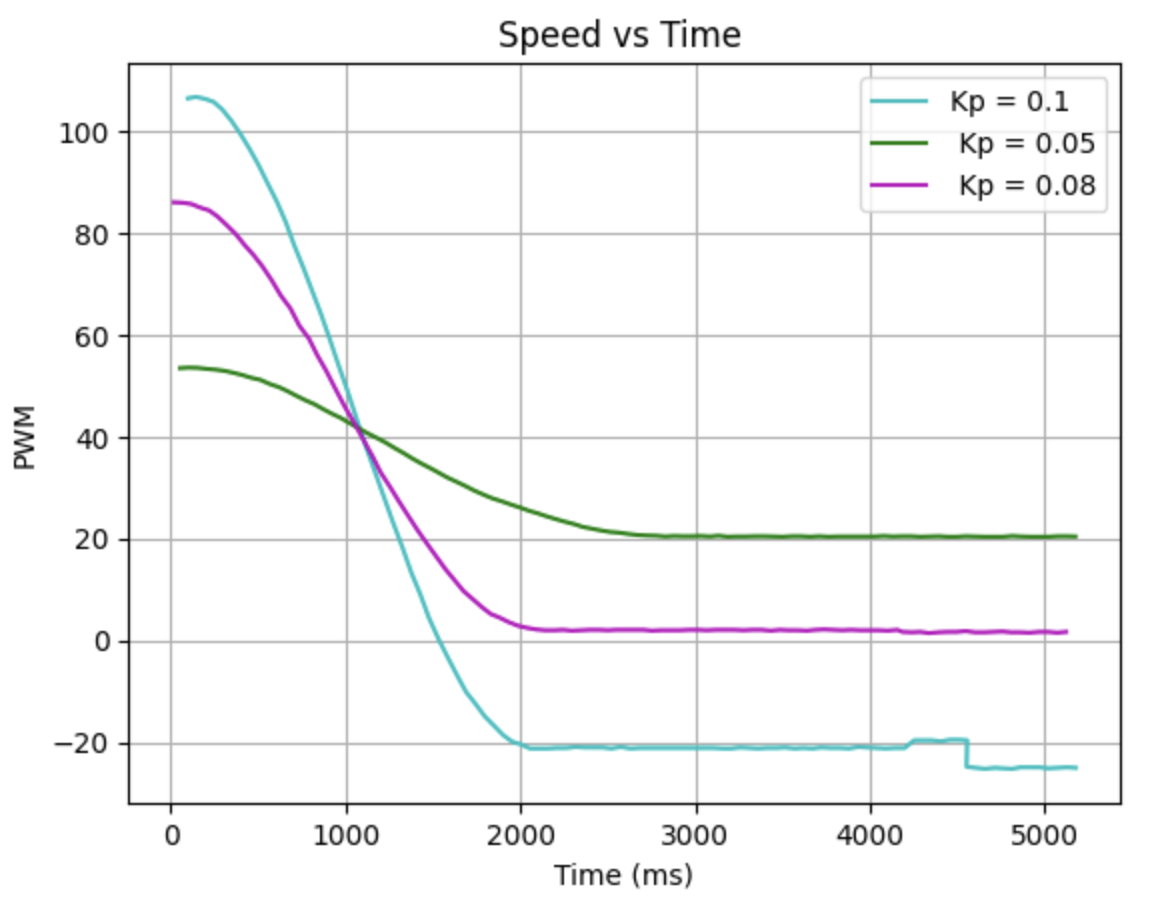 Speed vs Time
Kp = 0.1
Kp = 0.05
Kp = 0.08
PWM
100
80
60
40
20
0
−20
0 1000 2000 3000 4000 5000
Time (ms)